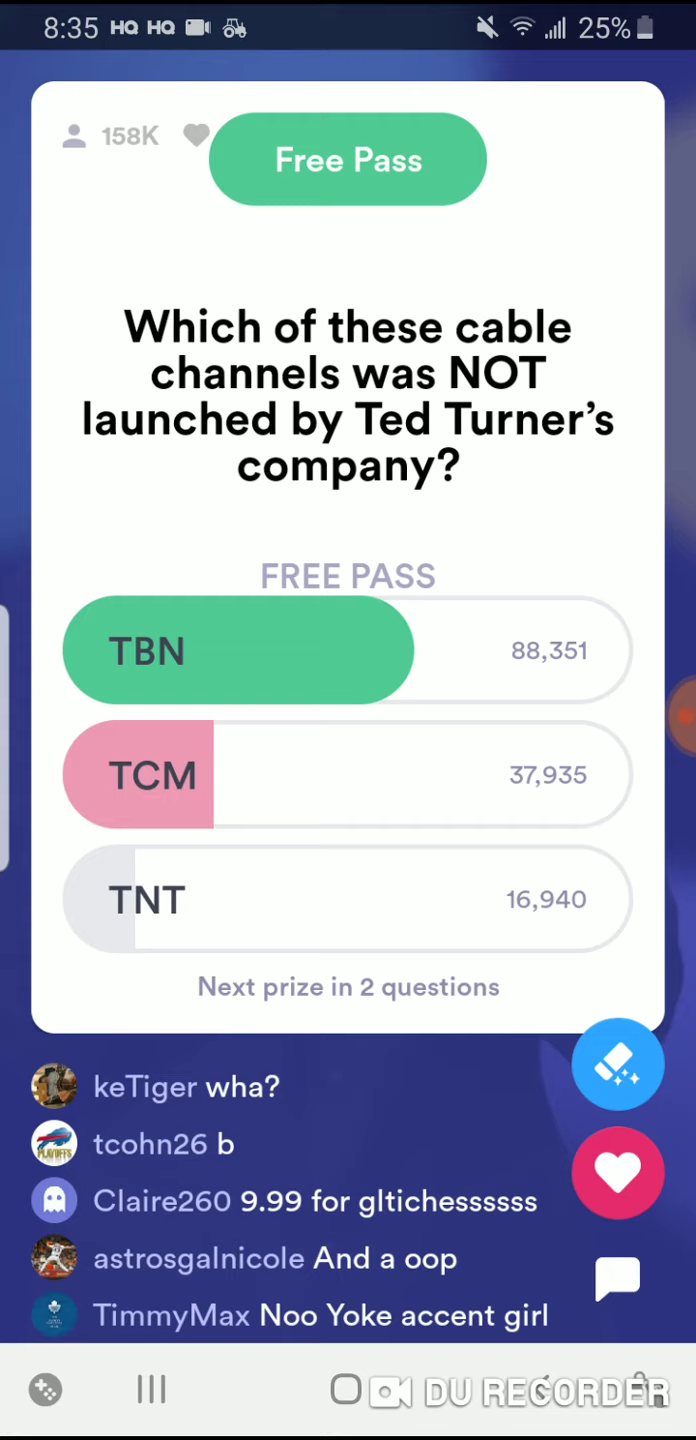 8:35 HQ HQ 25%
158K
Free Pass
Which of these cable
channels was NOT
launched by Ted Turner’s
company?
FREE PASS
TBN 88,351
TCM 37,935
TNT 16,940
Next prize in 2 questions
keTiger wha?
tcohn26 b
PLAYOFFS
Claire260 9.99 for gltichessssss
astrosgalnicole And a oop
TimmyMax Noo Yoke accent girl
DU RECORDER